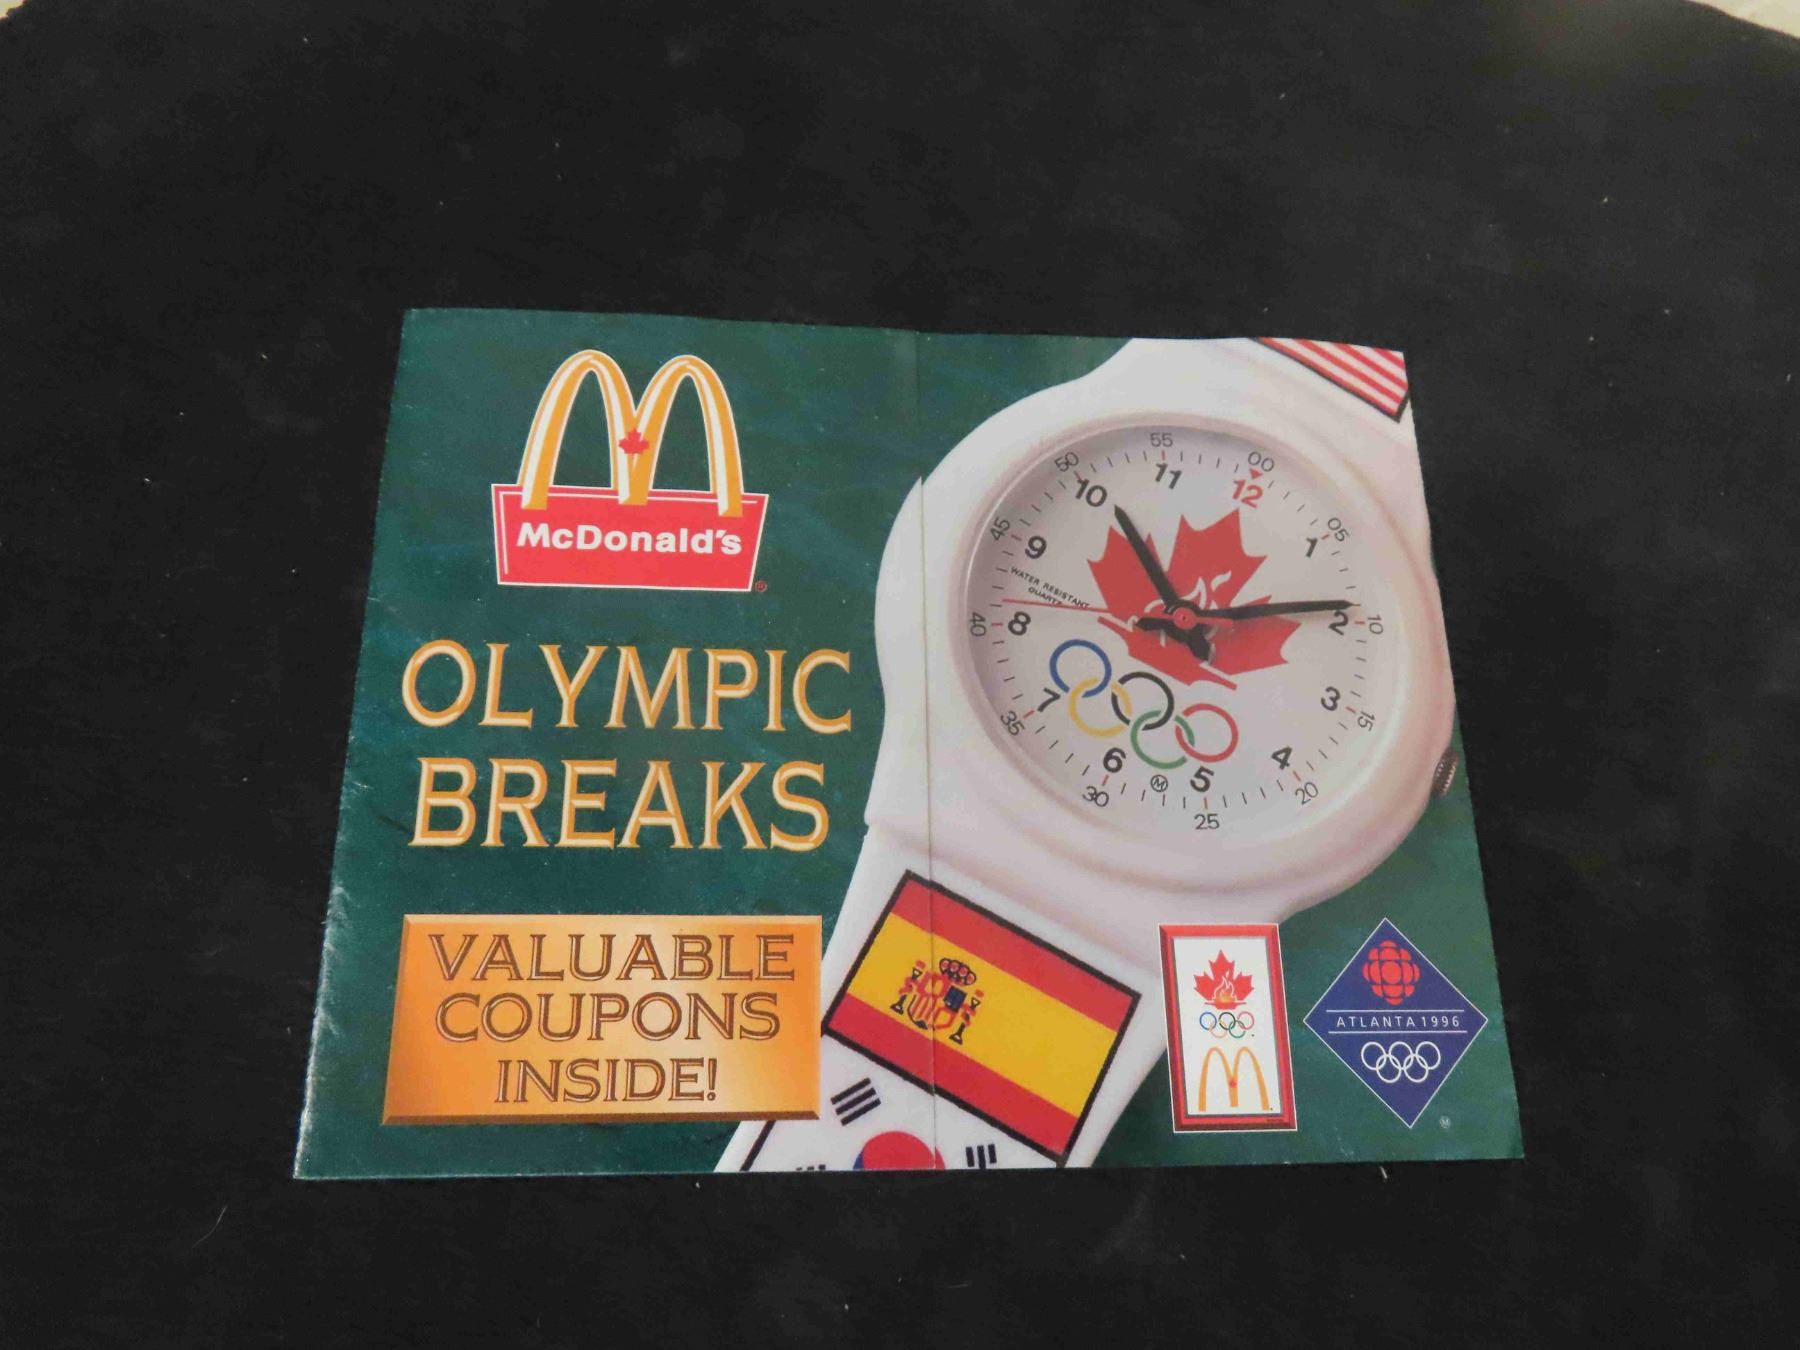 McDonald's
®
OLYMPIC
BREAKS
VALUABLE
COUPONS
INSIDE!
55
00
05
10
15
20
25
30
35
40
45
50
11
12
1
2
3
4
5
6
7
8
9
10
WATER RESISTANT
QUARTZ
M
ATLANTA 1996
M